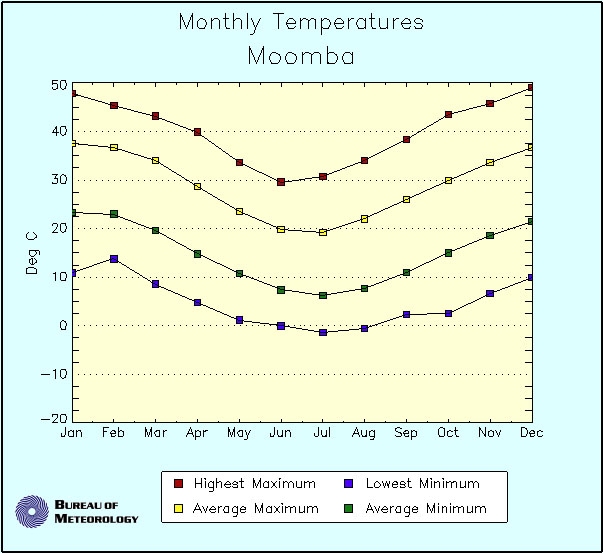 Monthly Temperatures
Moomba
Deg C
50
40
30
20
10
0
−10
−20
Jan Feb Mar Apr May Jun Jul Aug Sep Oct Nov Dec
Highest Maximum Lowest Minimum
Average Maximum Average Minimum
BUREAU OF
METEOROLOGY